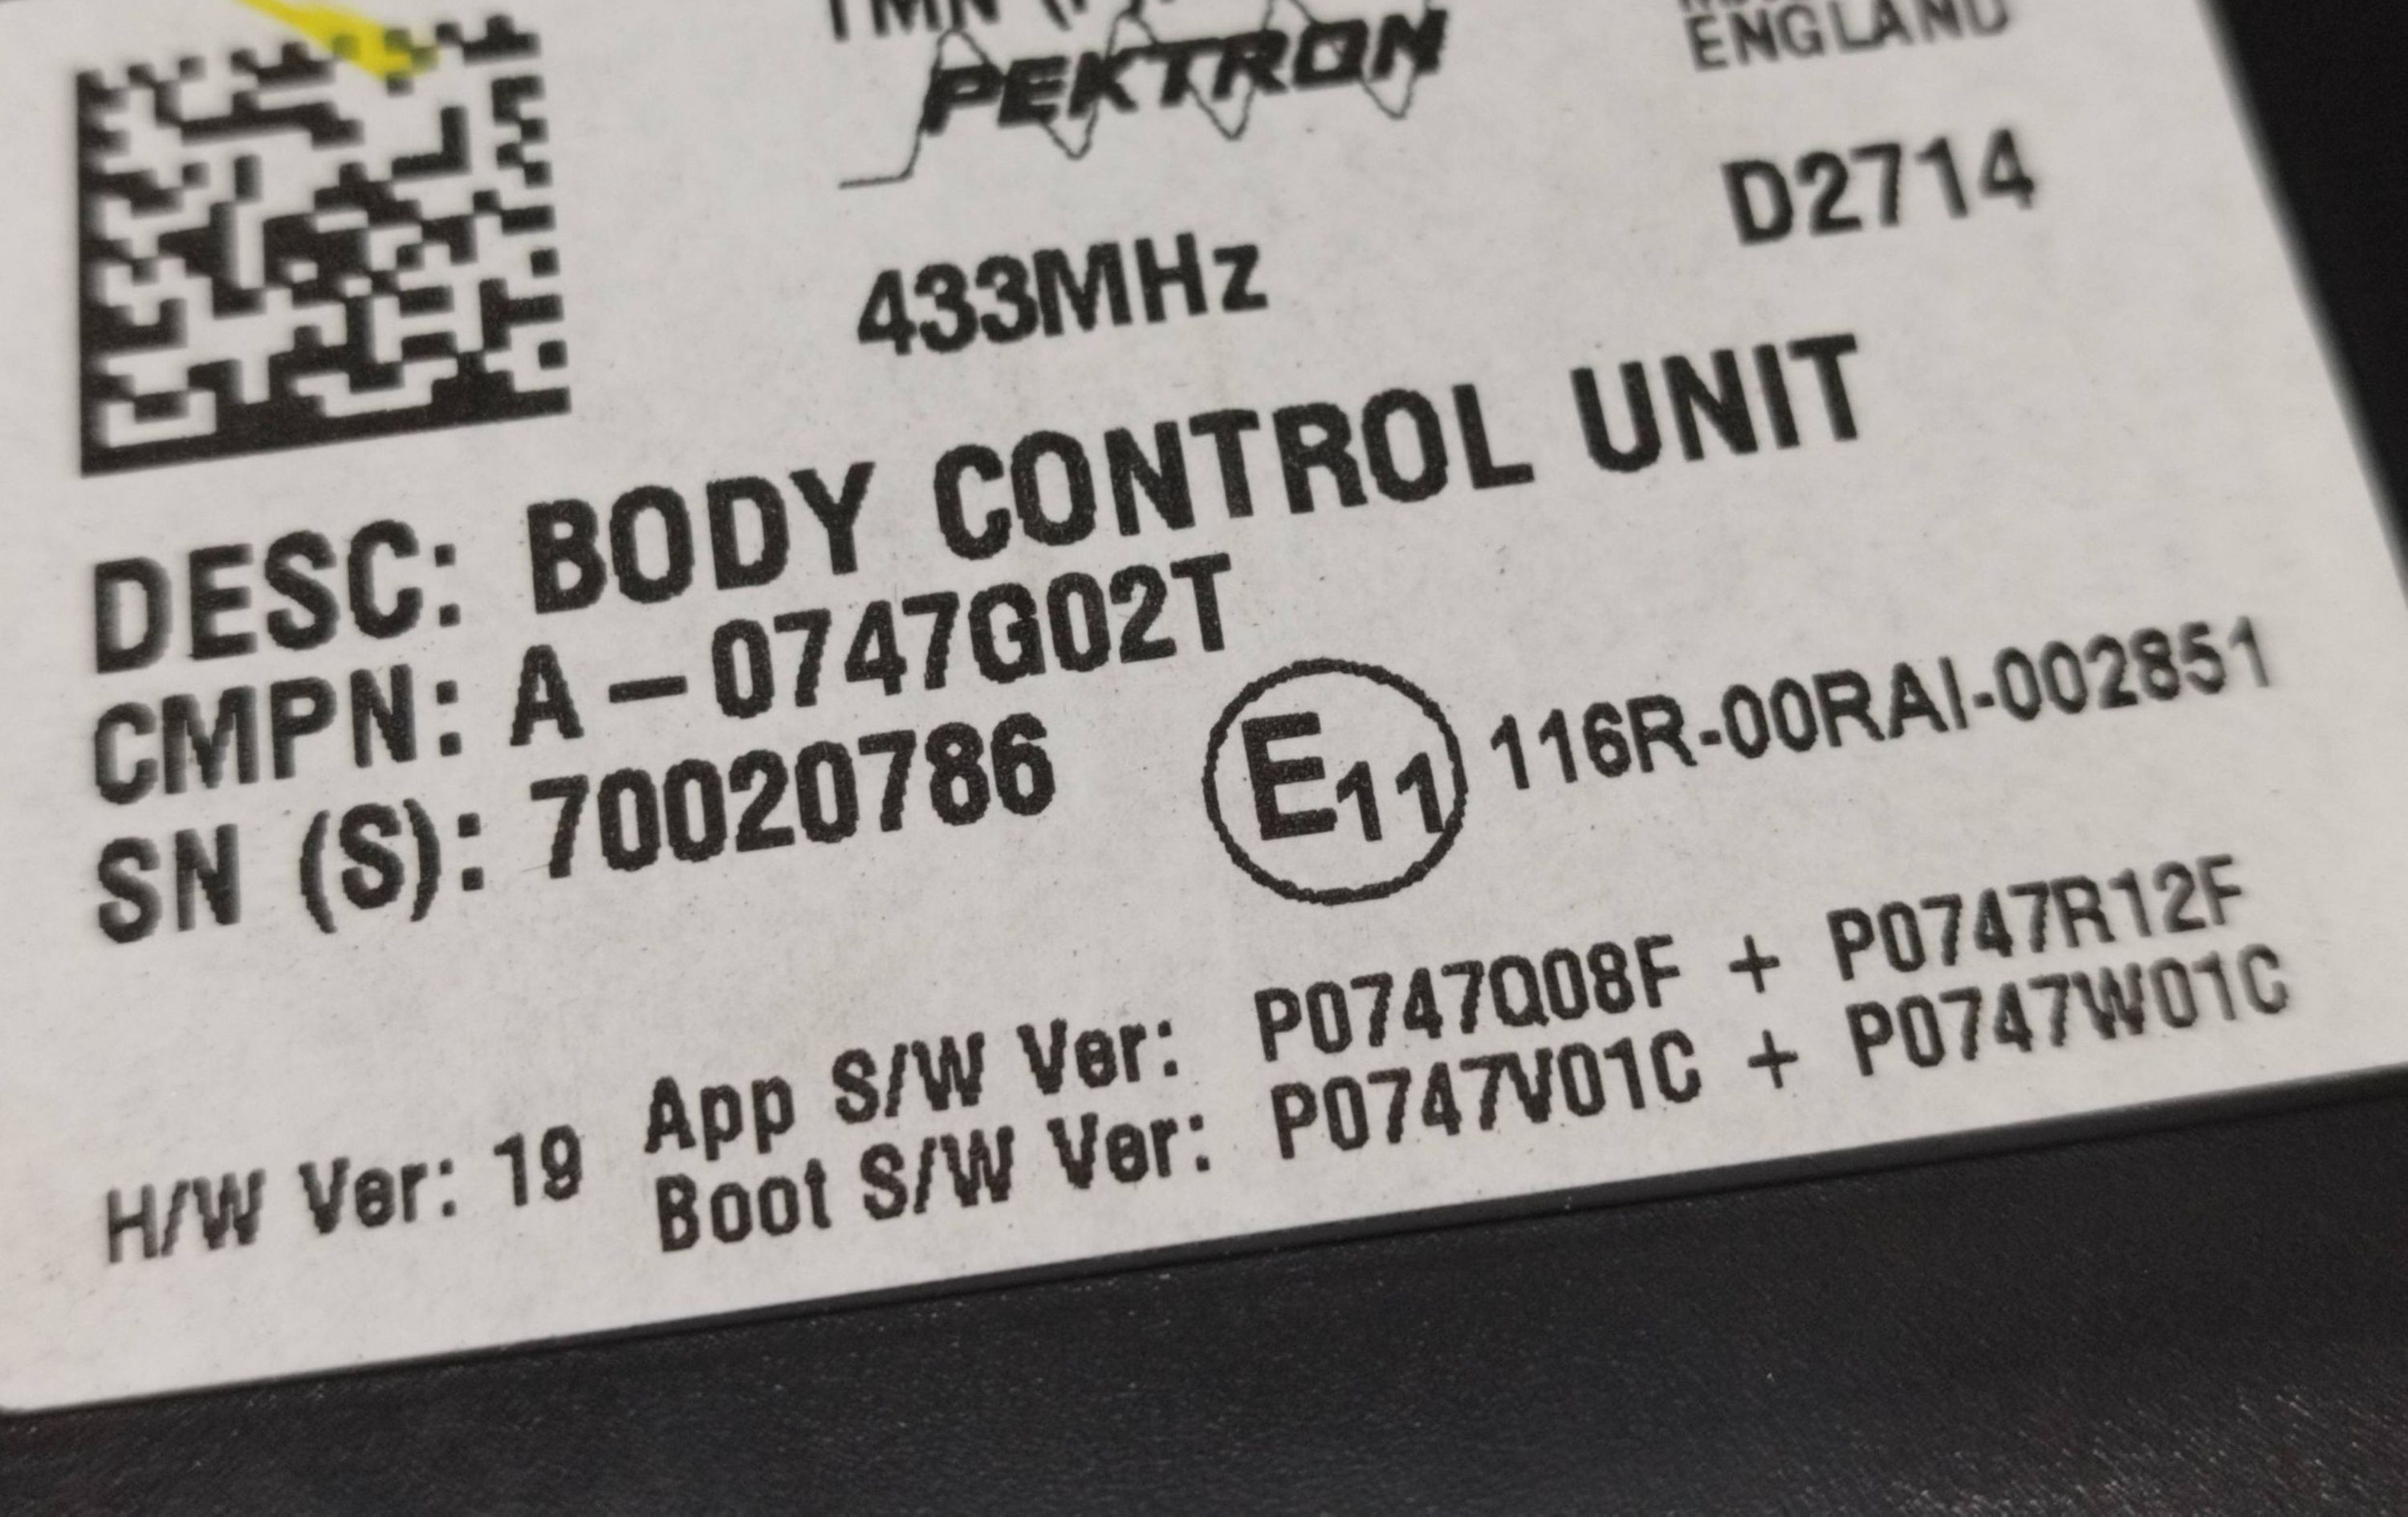 PEKTRON
ENGLAND
433MHz
D2714
DESC: BODY CONTROL UNIT
CMPN: A-0747G02T
SN (S): 70020786
E11 116R-00RAI-002851
H/W Ver: 19
App S/W Ver: P0747Q08F + P0747R12F
Boot S/W Ver: P0747V01C + P0747W01C